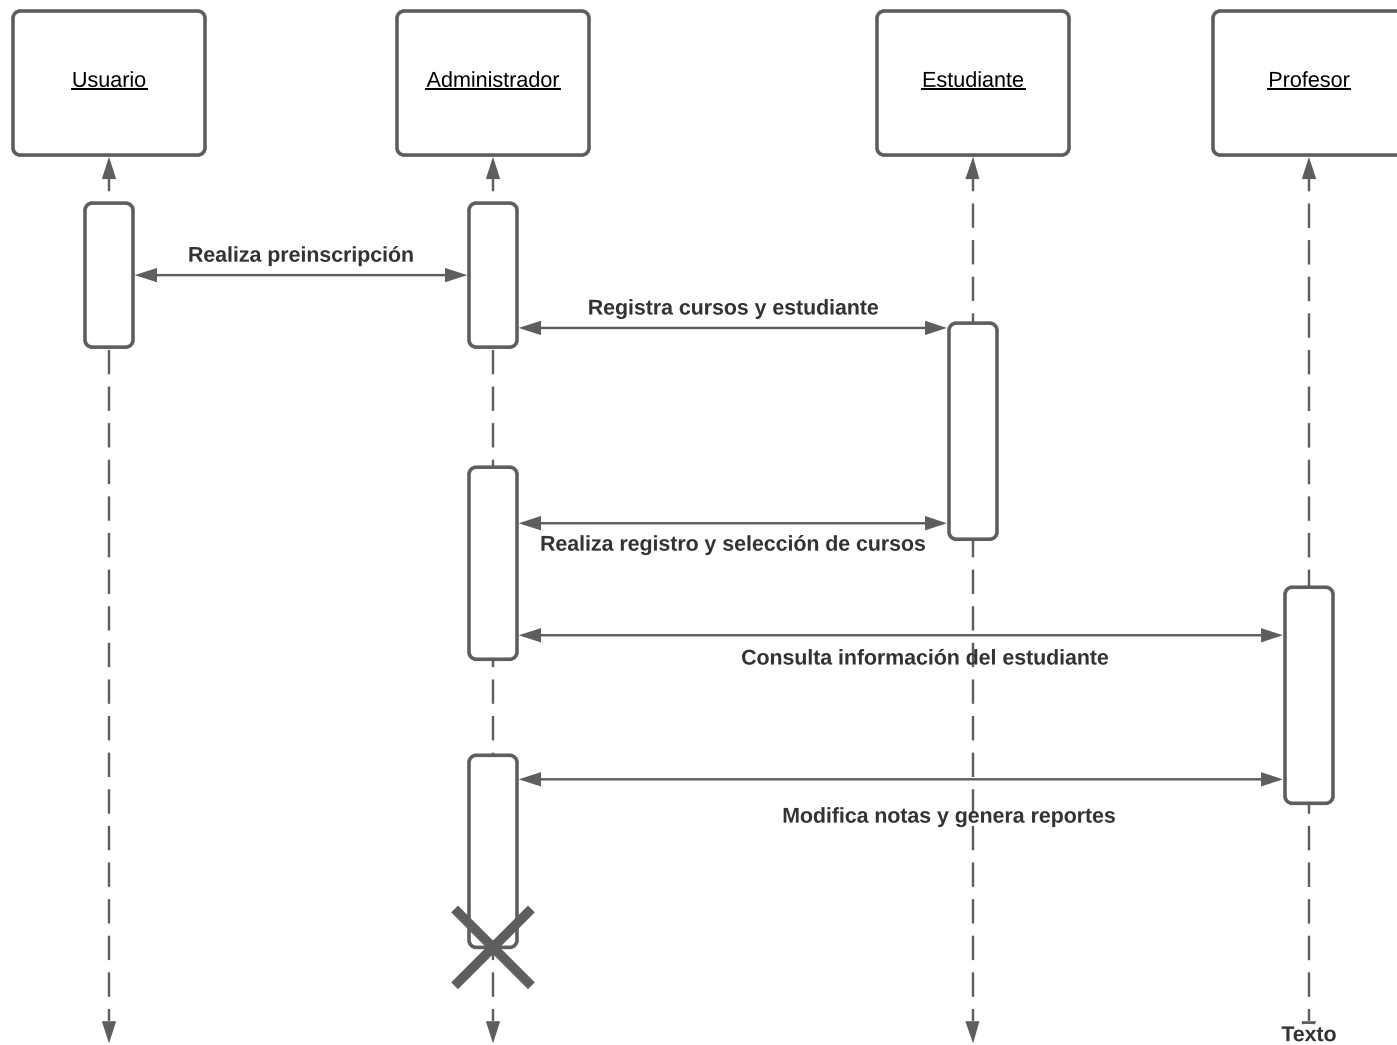 Usuario
Administrador
Estudiante
Profesor
Realiza preinscripción
Registra cursos y estudiante
Realiza registro y selección de cursos
Consulta información del estudiante
Modifica notas y genera reportes
Texto